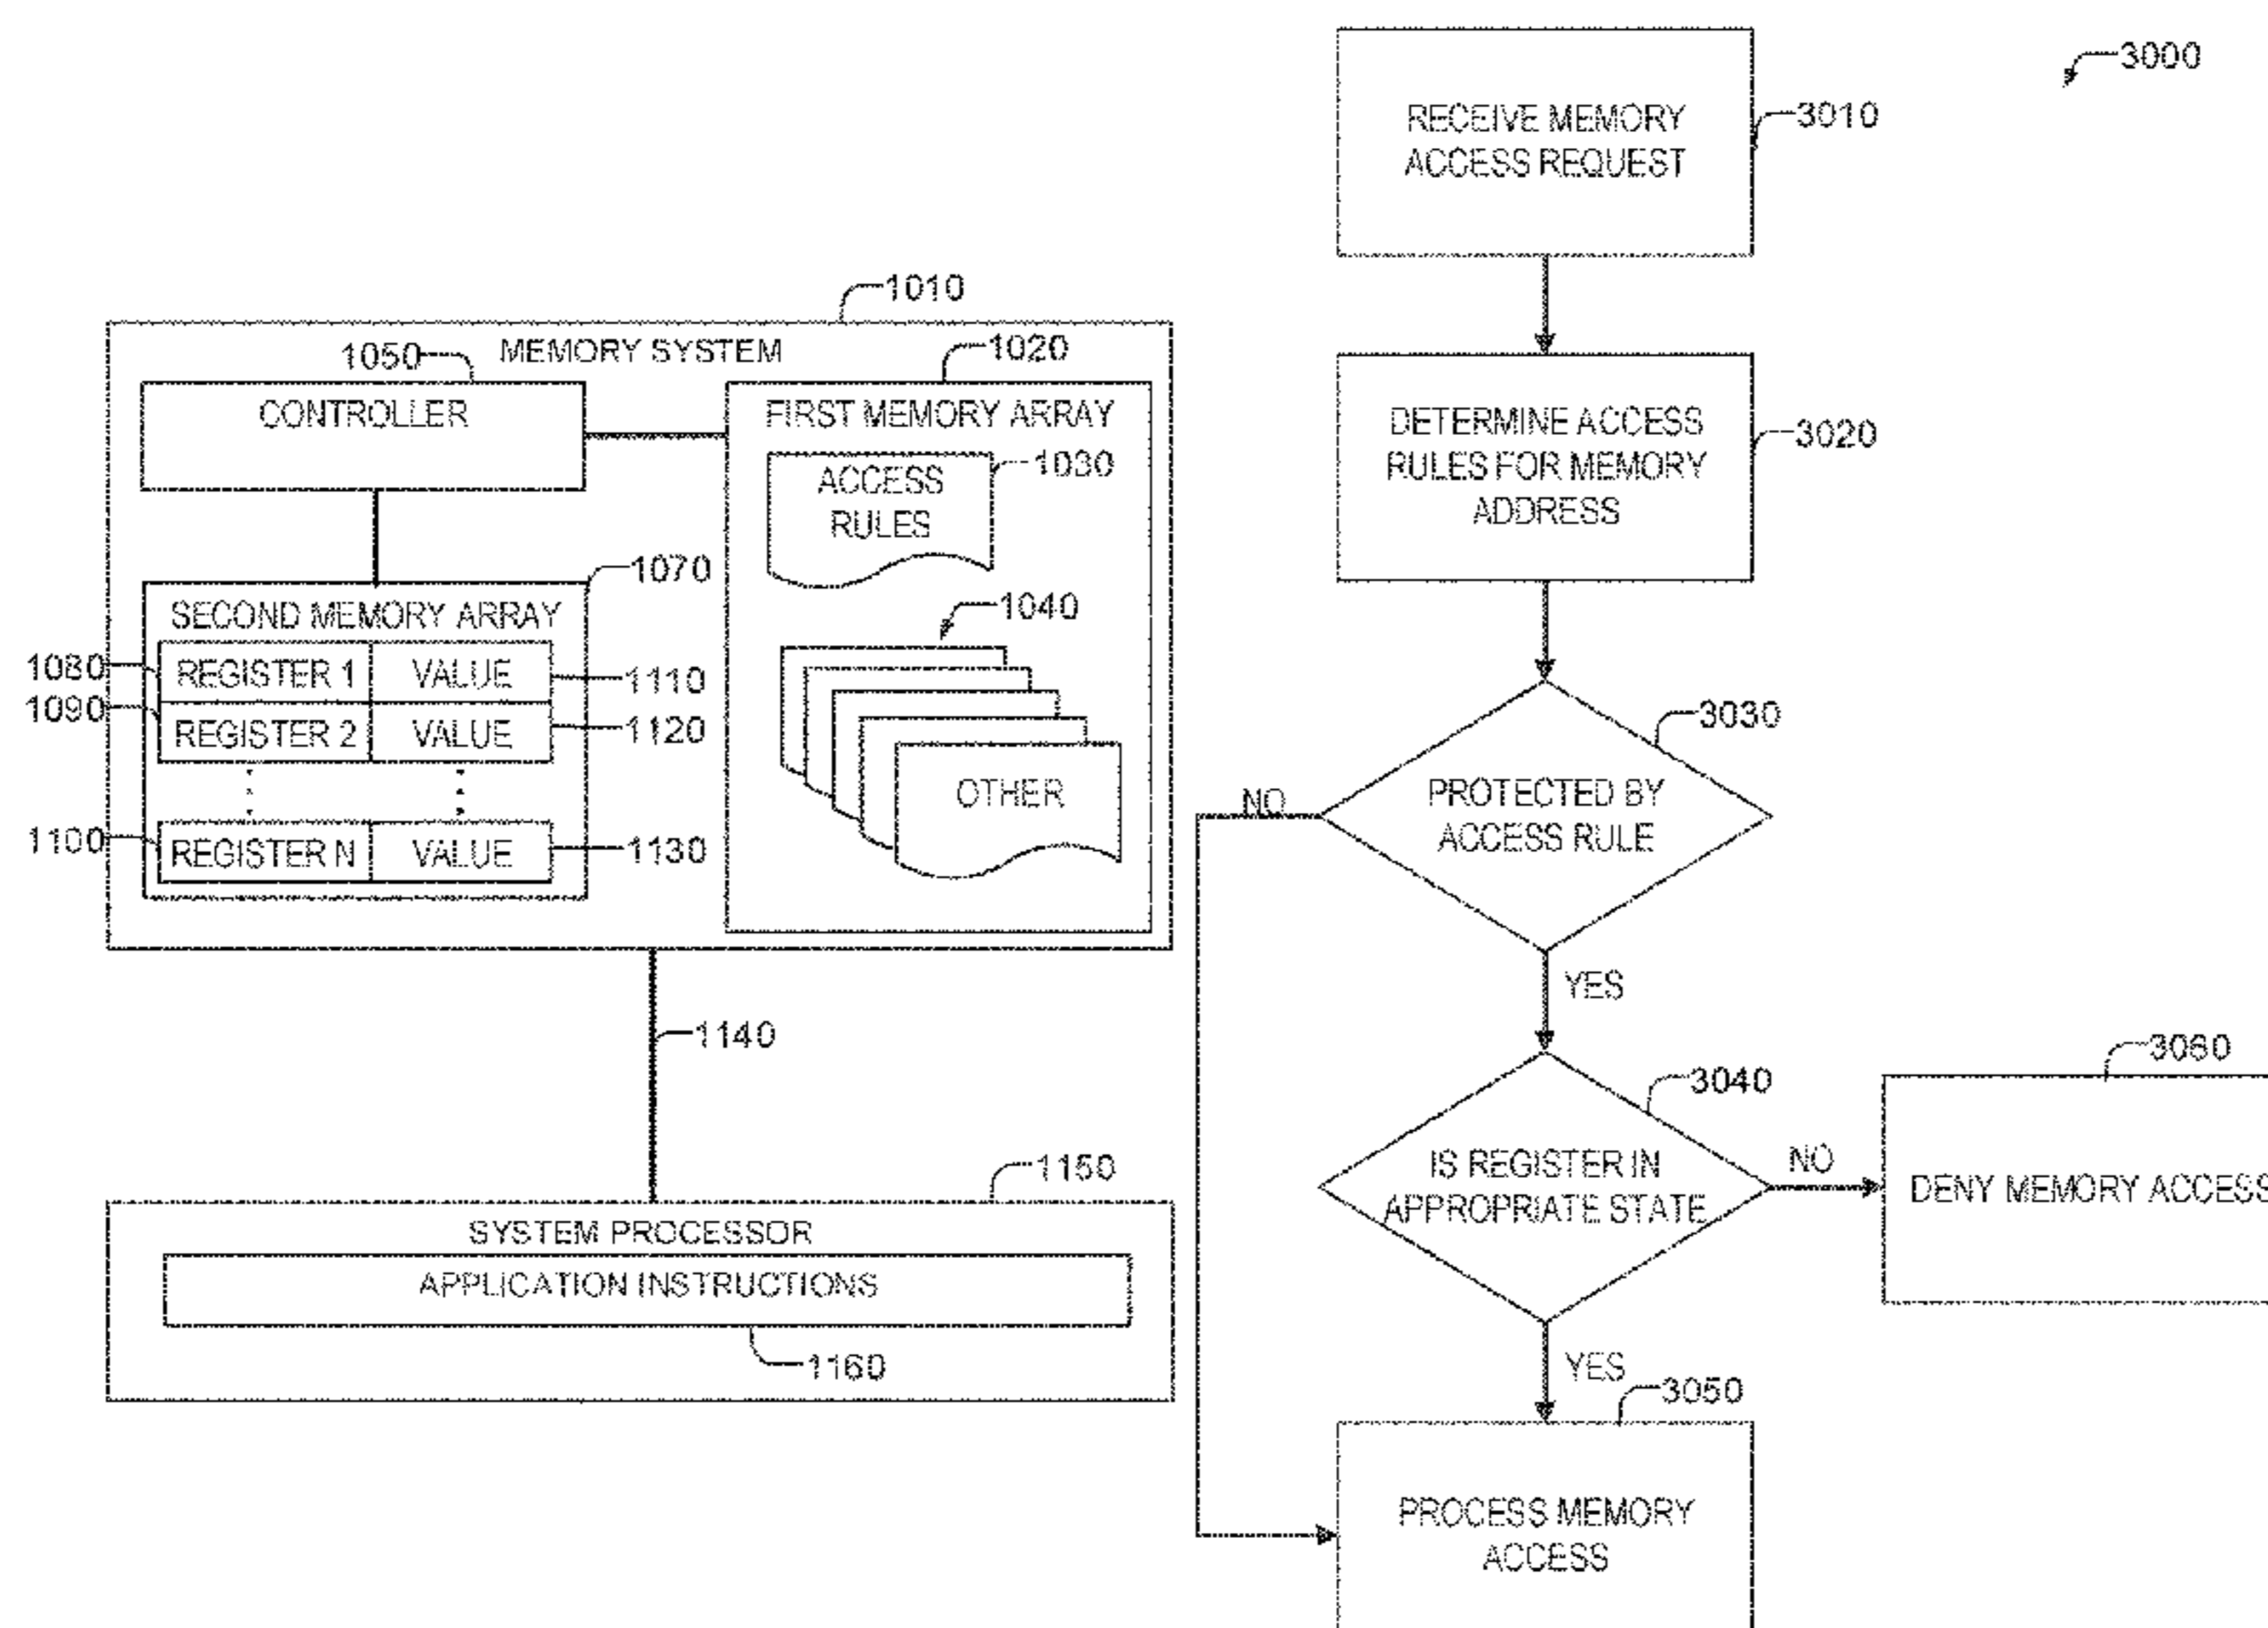 1010
MEMORY SYSTEM
1050
1020
CONTROLLER
FIRST MEMORY ARRAY
1030
ACCESS
RULES
1070
SECOND MEMORY ARRAY
1040
1080
REGISTER 1
VALUE
1110
1090
REGISTER 2
VALUE
1120
OTHER
1100
REGISTER N
VALUE
1130
1140
1150
SYSTEM PROCESSOR
APPLICATION INSTRUCTIONS
1160
3000
RECEIVE MEMORY
ACCESS REQUEST
3010
DETERMINE ACCESS
RULES FOR MEMORY
ADDRESS
3020
3030
PROTECTED BY
ACCESS RULE
NO
YES
3040
IS REGISTER IN
APPROPRIATE STATE
NO
3060
DENY MEMORY ACCESS
YES
3050
PROCESS MEMORY
ACCESS